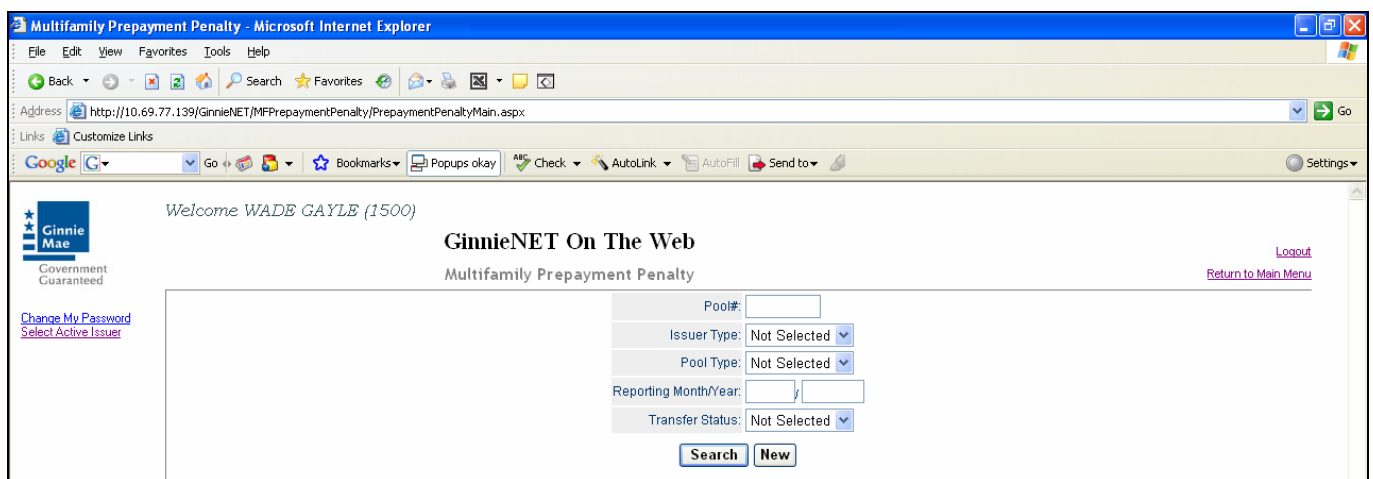 Multifamily Prepayment Penalty - Microsoft Internet Explorer
File Edit View Favorites Tools Help
Back Search Favorites
Address http://10.69.77.139/GinnieNET/MFPrepaymentPenalty/PrepaymentPenaltyMain.aspx Go
Links Customize Links
Google G Go Bookmarks Popups okay ABC Check AutoLink AutoFill Send to Settings
Welcome WADE GAYLE (1500)
Ginnie
Mae
Government
Guaranteed
GinnieNET On The Web
Logout
Multifamily Prepayment Penalty
Return to Main Menu
Change My Password
Select Active Issuer
Pool#:
Issuer Type: Not Selected
Pool Type: Not Selected
Reporting Month/Year: /
Transfer Status: Not Selected
Search New